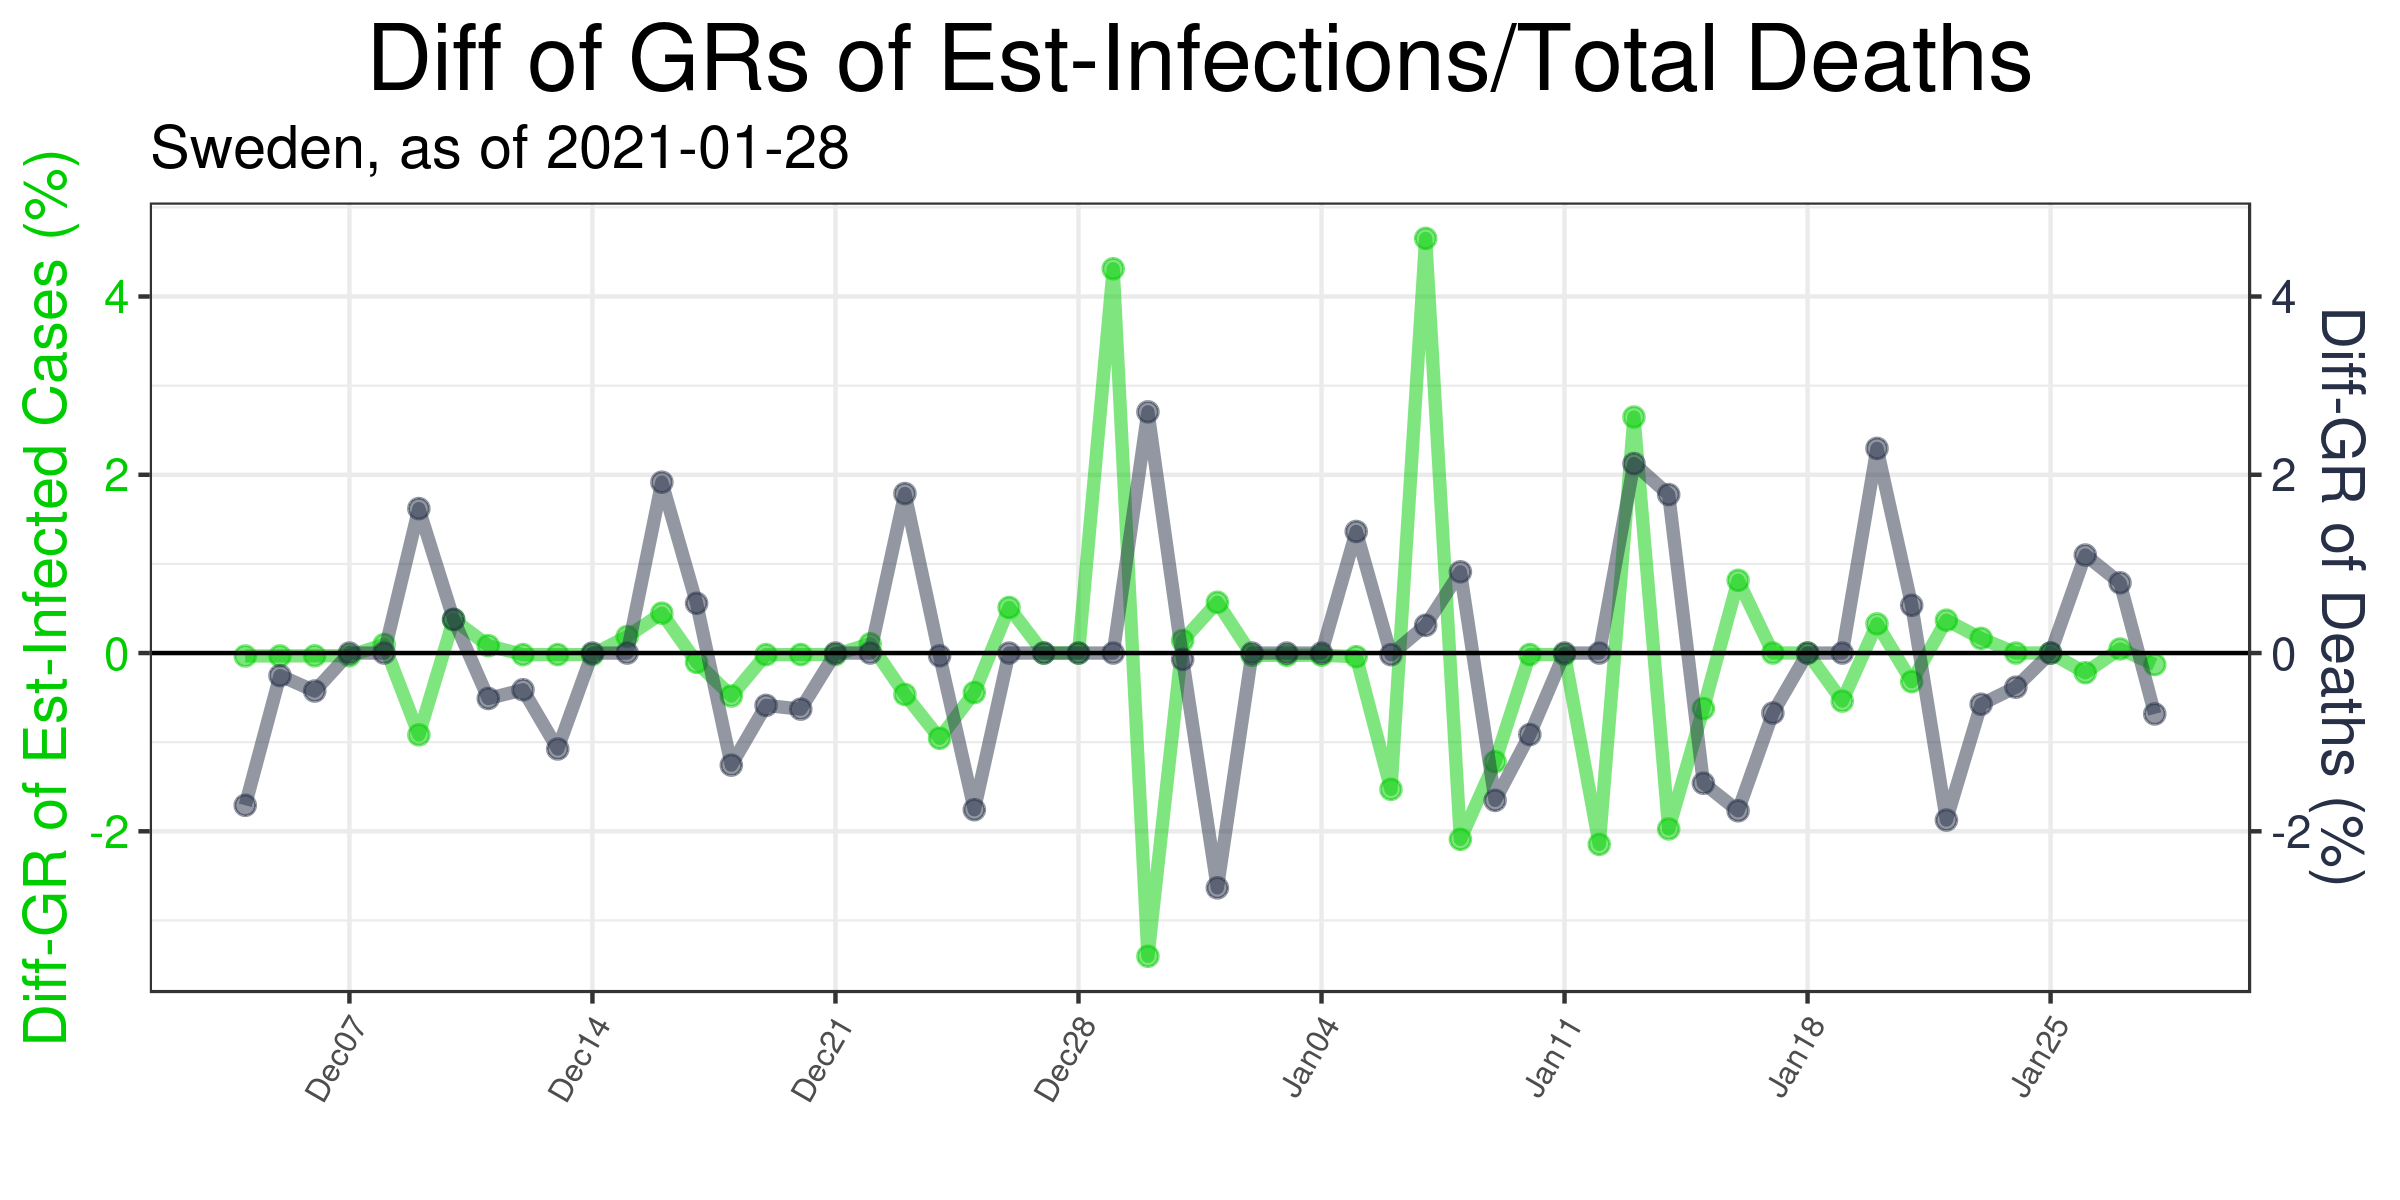 Diff of GRs of Est-Infections/Total Deaths
Sweden, as of 2021-01-28
Diff-GR of Est-Infected Cases (%)
4
2
0
-2
4
2
0
-2
Diff-GR of Deaths (%)
Dec07
Dec14
Dec21
Dec28
Jan04
Jan11
Jan18
Jan25